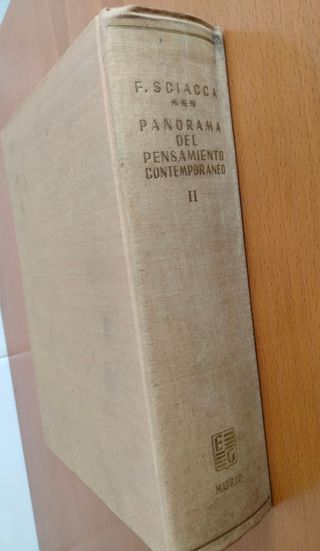 F. SCIACCA
***
PANORAMA
DEL
PENSAMIENTO
CONTEMPORANEO
II
E
G
MADRID